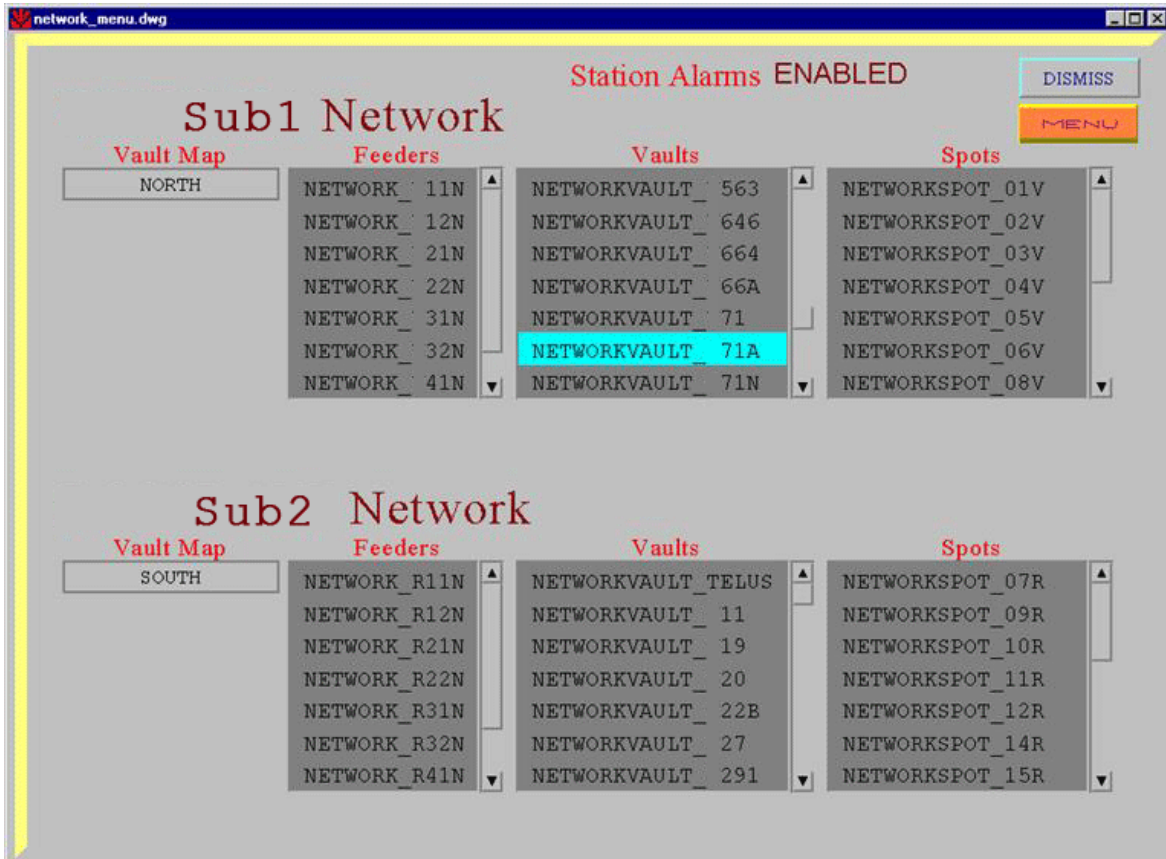 network_menu.dwg
Station Alarms ENABLED
DISMISS
Sub1 Network
MENU
Vault Map Feeders Vaults Spots
NORTH
NETWORK_ 11N NETWORKVAULT_ 563 NETWORKSPOT_01V
NETWORK_ 12N NETWORKVAULT_ 646 NETWORKSPOT_02V
NETWORK_ 21N NETWORKVAULT_ 664 NETWORKSPOT_03V
NETWORK_ 22N NETWORKVAULT_ 66A NETWORKSPOT_04V
NETWORK_ 31N NETWORKVAULT_ 71 NETWORKSPOT_05V
NETWORK_ 32N NETWORKVAULT_ 71A NETWORKSPOT_06V
NETWORK_ 41N NETWORKVAULT_ 71N NETWORKSPOT_08V
Sub2 Network
Vault Map Feeders Vaults Spots
SOUTH
NETWORK_R11N NETWORKVAULT_TELUS NETWORKSPOT_07R
NETWORK_R12N NETWORKVAULT_ 11 NETWORKSPOT_09R
NETWORK_R21N NETWORKVAULT_ 19 NETWORKSPOT_10R
NETWORK_R22N NETWORKVAULT_ 20 NETWORKSPOT_11R
NETWORK_R31N NETWORKVAULT_ 22B NETWORKSPOT_12R
NETWORK_R32N NETWORKVAULT_ 27 NETWORKSPOT_14R
NETWORK_R41N NETWORKVAULT_ 291 NETWORKSPOT_15R